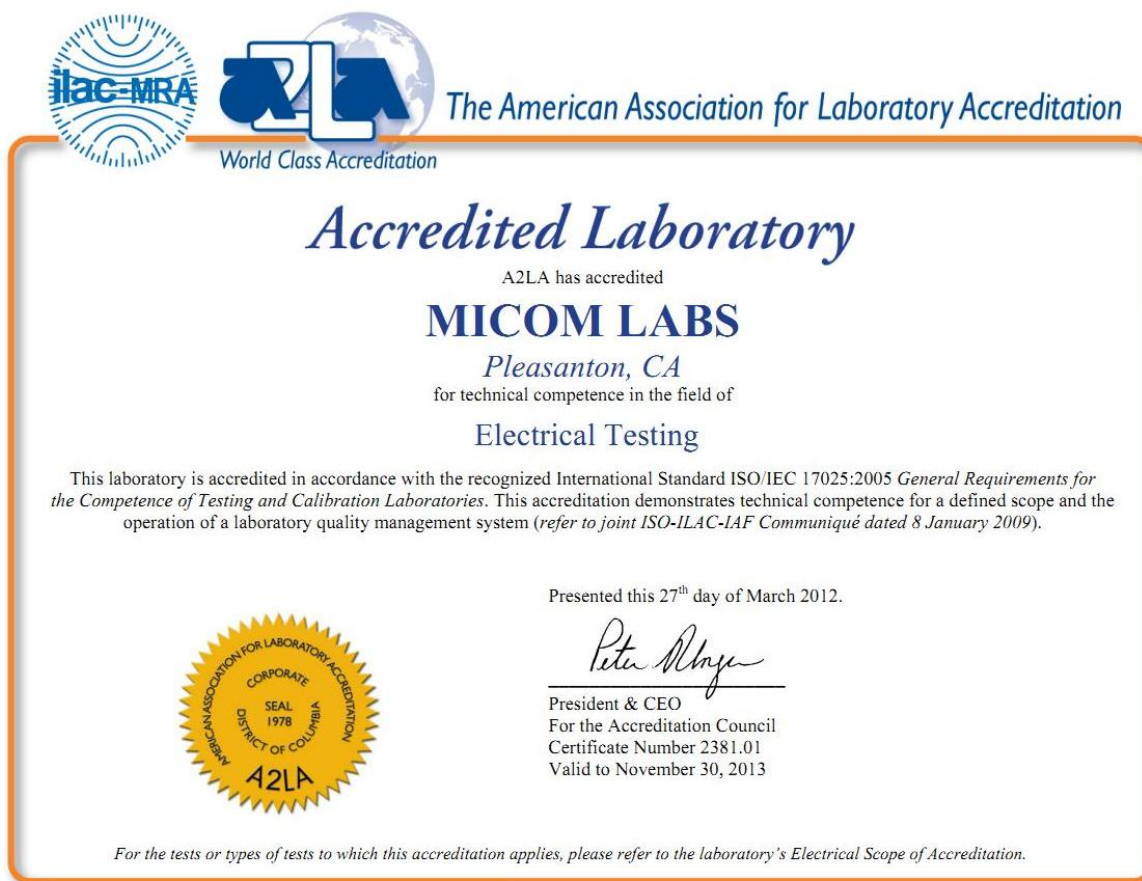 ilac-MRA
a2la
World Class Accreditation
The American Association for Laboratory Accreditation
Accredited Laboratory
A2LA has accredited
MICOM LABS
Pleasanton, CA
for technical competence in the field of
Electrical Testing
This laboratory is accredited in accordance with the recognized International Standard ISO/IEC 17025:2005 General Requirements for
the Competence of Testing and Calibration Laboratories. This accreditation demonstrates technical competence for a defined scope and the
operation of a laboratory quality management system (refer to joint ISO-ILAC-IAF Communiqué dated 8 January 2009).
Presented this 27th day of March 2012.
President & CEO
For the Accreditation Council
Certificate Number 2381.01
Valid to November 30, 2013
AMERICAN ASSOCIATION FOR LABORATORY ACCREDITATION
CORPORATE
SEAL
1978
DISTRICT OF COLUMBIA
A2LA
For the tests or types of tests to which this accreditation applies, please refer to the laboratory's Electrical Scope of Accreditation.